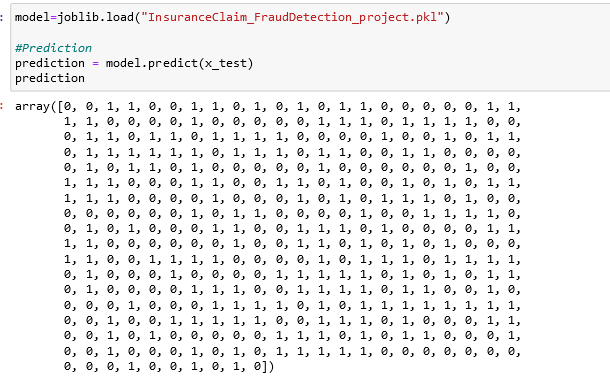 model=joblib.load("InsuranceClaim_FraudDetection_project.pkl")
#Prediction
prediction = model.predict(x_test)
prediction
array([0, 0, 1, 1, 0, 0, 1, 1, 0, 1, 0, 1, 0, 1, 1, 0, 0, 0, 0, 0, 1, 1,
1, 1, 0, 0, 0, 0, 1, 0, 0, 0, 0, 0, 1, 1, 1, 0, 1, 1, 1, 1, 0, 0,
0, 1, 1, 0, 1, 1, 0, 1, 1, 1, 1, 0, 0, 0, 0, 1, 0, 0, 1, 0, 1, 1,
0, 1, 1, 1, 1, 1, 1, 0, 1, 1, 1, 0, 1, 1, 0, 0, 1, 1, 0, 0, 0, 0,
0, 1, 0, 1, 1, 0, 1, 0, 0, 0, 0, 0, 1, 0, 0, 0, 0, 0, 0, 1, 0, 0,
1, 1, 1, 0, 0, 0, 1, 1, 0, 0, 1, 1, 0, 1, 0, 0, 1, 0, 1, 0, 1, 1,
1, 1, 1, 0, 0, 0, 0, 0, 1, 0, 0, 0, 1, 0, 1, 0, 1, 1, 1, 0, 1, 0, 0,
0, 0, 0, 0, 0, 0, 1, 0, 1, 1, 0, 0, 0, 0, 1, 0, 0, 1, 1, 1, 1, 0,
0, 1, 0, 1, 0, 0, 1, 1, 0, 0, 1, 1, 1, 0, 1, 1, 0, 0, 0, 0, 1, 1,
1, 1, 0, 0, 0, 0, 0, 0, 1, 0, 0, 1, 1, 0, 1, 0, 1, 0, 1, 0, 0, 0,
1, 1, 0, 0, 1, 1, 1, 1, 1, 0, 0, 0, 1, 0, 1, 0, 1, 0, 1, 1, 1, 1,
0, 1, 0, 0, 0, 1, 0, 0, 0, 0, 1, 1, 1, 1, 1, 0, 1, 0, 1, 0, 1, 1,
0, 1, 0, 0, 0, 0, 1, 1, 1, 0, 0, 1, 1, 1, 1, 0, 1, 1, 0, 0, 1, 0,
0, 0, 0, 1, 0, 0, 0, 1, 1, 1, 1, 0, 1, 0, 1, 1, 1, 1, 1, 1, 1, 1,
0, 0, 1, 0, 0, 1, 1, 1, 1, 1, 0, 0, 1, 1, 1, 0, 1, 0, 0, 0, 1, 1,
0, 0, 1, 0, 1, 0, 0, 0, 0, 0, 1, 1, 1, 0, 1, 0, 1, 1, 0, 0, 0, 1,
0, 0, 1, 0, 0, 0, 1, 0, 1, 0, 1, 1, 1, 1, 1, 0, 0, 0, 0, 0, 0, 0,
0, 0, 0, 1, 0, 0, 1, 0, 1, 0])